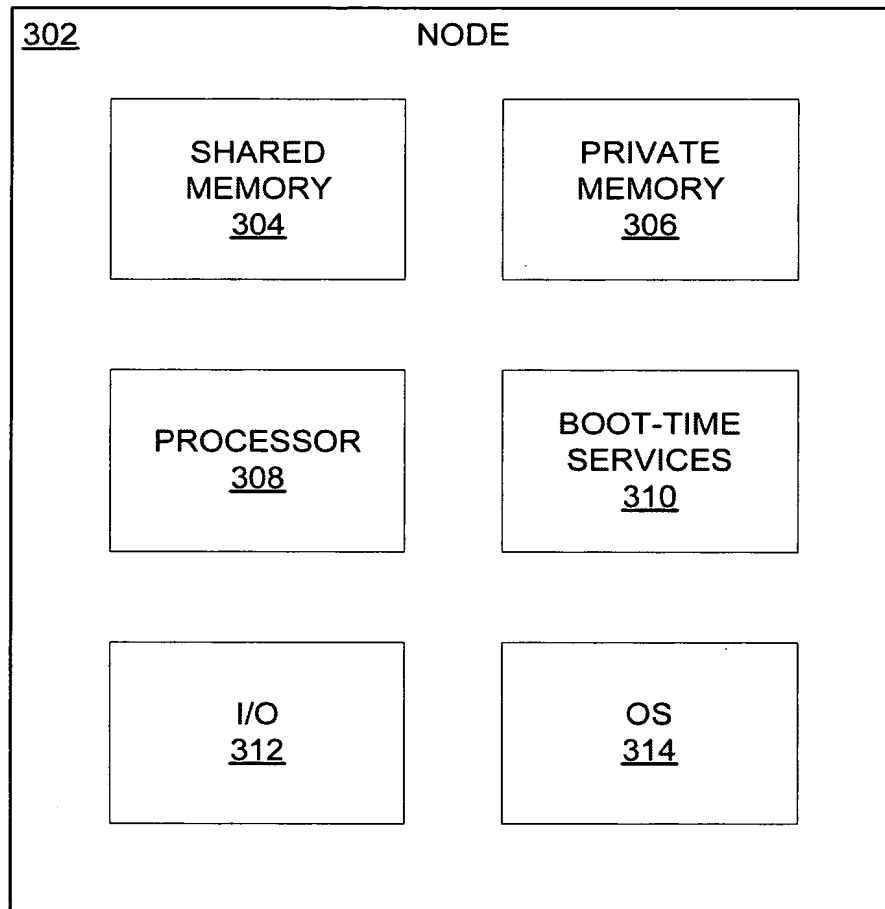 302 NODE
SHARED
MEMORY
304
PRIVATE
MEMORY
306
PROCESSOR
308
BOOT-TIME
SERVICES
310
I/O
312
OS
314